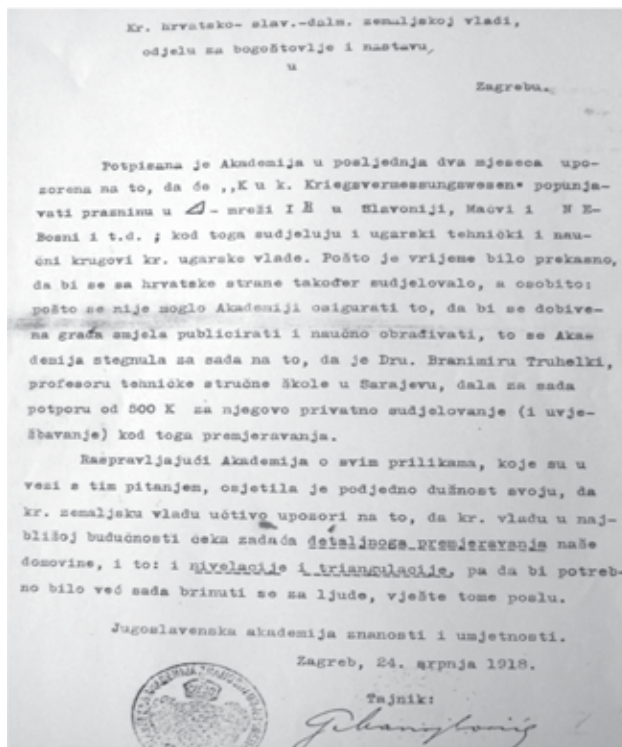 Kr. hrvatsko- slav.-dalm. zemaljskoj vladi,
odjelu za bogoštovlje i nastavu,
u
Zagrebu.
Potpisana je Akademija u posljednja dva mjeseca upo-
zorena na to, da će ,,K u k. Kriegsvermessungswesen" popunja-
vati prazninu u △ - mreži I R u Slavoniji, Mačvi i N E-
Bosni i t.d. ; kod toga sudjeluju i ugarski tehnički i nau-
čni krugovi kr. ugarske vlade. Pošto je vrijeme bilo prekasno,
da bi se sa hrvatske strane također sudjelovalo, a osobito:
pošto se nije moglo Akademiji osigurati to, da bi se dobive-
na građa smjela publicirati i naučno obrađivati, to se Aka-
demija stegnula za sada na to, da je Dru. Branimiru Truhelki,
profesoru tehničke stručne škole u Sarajevu, dala za sada
potporu od 500 K za njegovo privatno sudjelovanje (i uvje-
žbavanje) kod toga premjeravanja.
Raspravljajući Akademija o svim prilikama, koje su u
vezi s tim pitanjem, osjetila je podjedno dužnost svoju, da
kr. zemaljsku vladu učtivo upozori na to, da kr. vladu u naj-
bližoj budućnosti čeka zadaća detaljnoga premjeravanja naše
domovine, i to: i nivelacije i triangulacije, pa da bi potreb-
no bilo već sada brinuti se za ljude, vješte tome poslu.
Jugoslavenska akademija znanosti i umjetnosti.
Zagreb, 24. srpnja 1918.
Tajnik: